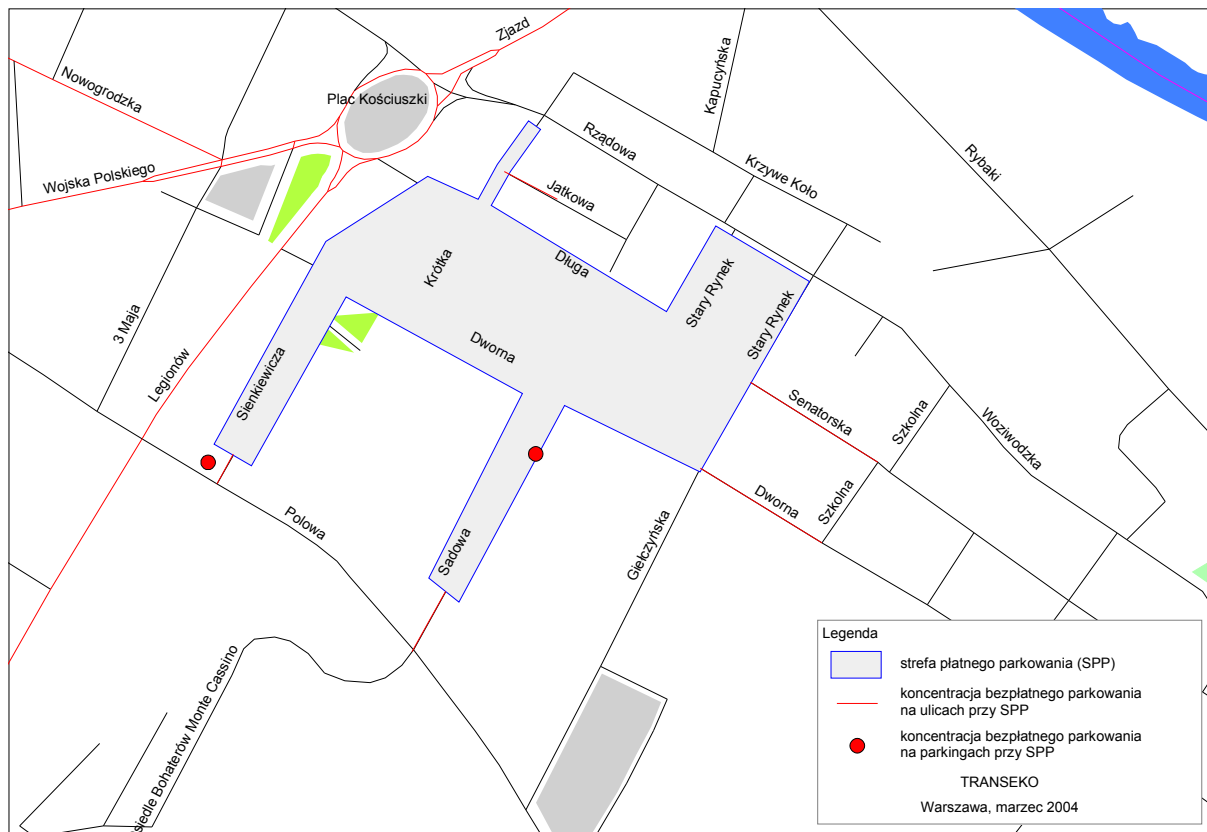 Zjazd
Kapucyńska
Nowogrodzka
Plac Kościuszki
Rządowa
Rybaki
Wojska Polskiego
Krzywe Koło
Jatkowa
Krótka
Długa
Stary Rynek
Stary Rynek
3 Maja
Legionów
Sienkiewicza
Dworna
Senatorska
Szkolna
Woziwodzka
Polowa
Sadowa
Giełczyńska
Dworna
Szkolna
siedle Bohaterów Monte Cassino
Legenda
strefa płatnego parkowania (SPP)
koncentracja bezpłatnego parkowania
na ulicach przy SPP
koncentracja bezpłatnego parkowania
na parkingach przy SPP
TRANSEKO
Warszawa, marzec 2004